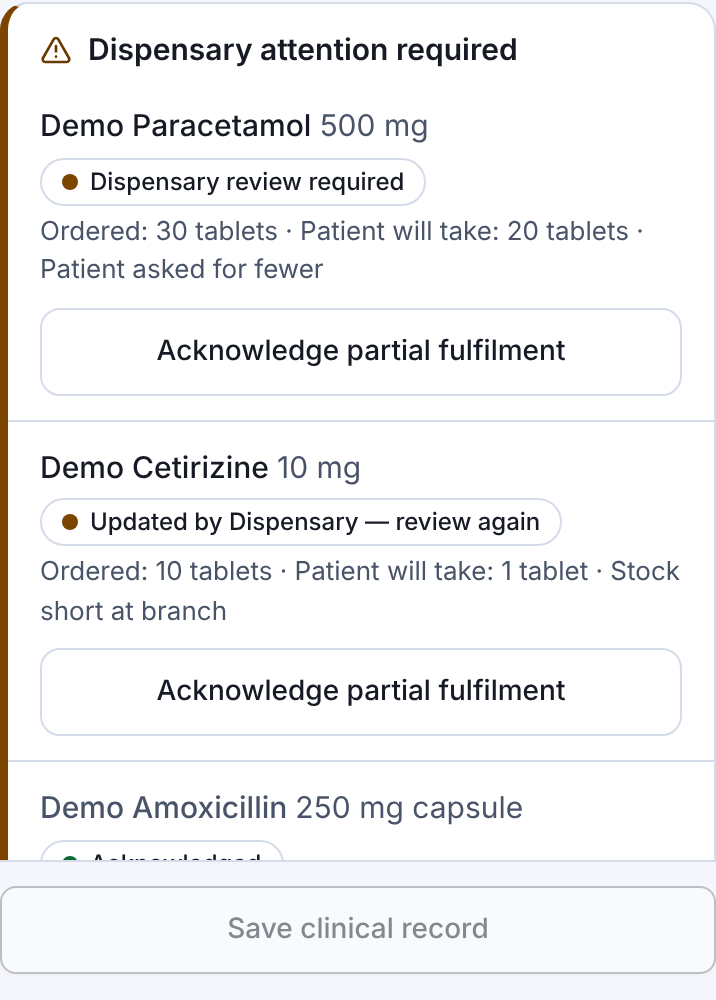 Dispensary attention required
Demo Paracetamol 500 mg
Dispensary review required
Ordered: 30 tablets · Patient will take: 20 tablets ·
Patient asked for fewer
Acknowledge partial fulfilment
Demo Cetirizine 10 mg
Updated by Dispensary — review again
Ordered: 10 tablets · Patient will take: 1 tablet · Stock
short at branch
Acknowledge partial fulfilment
Demo Amoxicillin 250 mg capsule
Acknowledged
Save clinical record